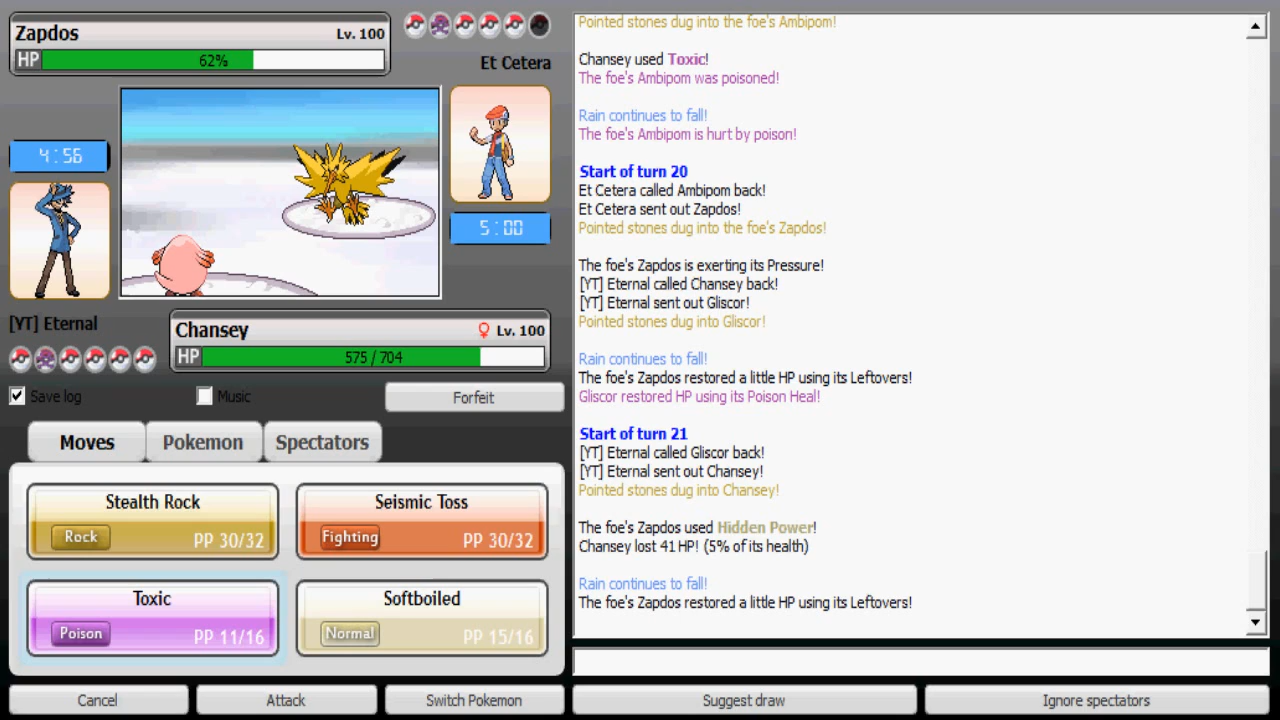 Zapdos
Lv. 100
HP 62%
Et Cetera
4:56
5:00
[YT] Eternal
Chansey
Lv. 100
HP 575 / 704
Save log
Music
Forfeit
Moves
Pokemon
Spectators
Stealth Rock
Rock
PP 30/32
Seismic Toss
Fighting
PP 30/32
Toxic
Poison
PP 11/16
Softboiled
Normal
PP 15/16
Cancel
Attack
Switch Pokemon
Pointed stones dug into the foe's Ambipom!
Chansey used Toxic!
The foe's Ambipom was poisoned!
Rain continues to fall!
The foe's Ambipom is hurt by poison!
Start of turn 20
Et Cetera called Ambipom back!
Et Cetera sent out Zapdos!
Pointed stones dug into the foe's Zapdos!
The foe's Zapdos is exerting its Pressure!
[YT] Eternal called Chansey back!
[YT] Eternal sent out Gliscor!
Pointed stones dug into Gliscor!
Rain continues to fall!
The foe's Zapdos restored a little HP using its Leftovers!
Gliscor restored HP using its Poison Heal!
Start of turn 21
[YT] Eternal called Gliscor back!
[YT] Eternal sent out Chansey!
Pointed stones dug into Chansey!
The foe's Zapdos used Hidden Power!
Chansey lost 41 HP! (5% of its health)
Rain continues to fall!
The foe's Zapdos restored a little HP using its Leftovers!
Suggest draw
Ignore spectators